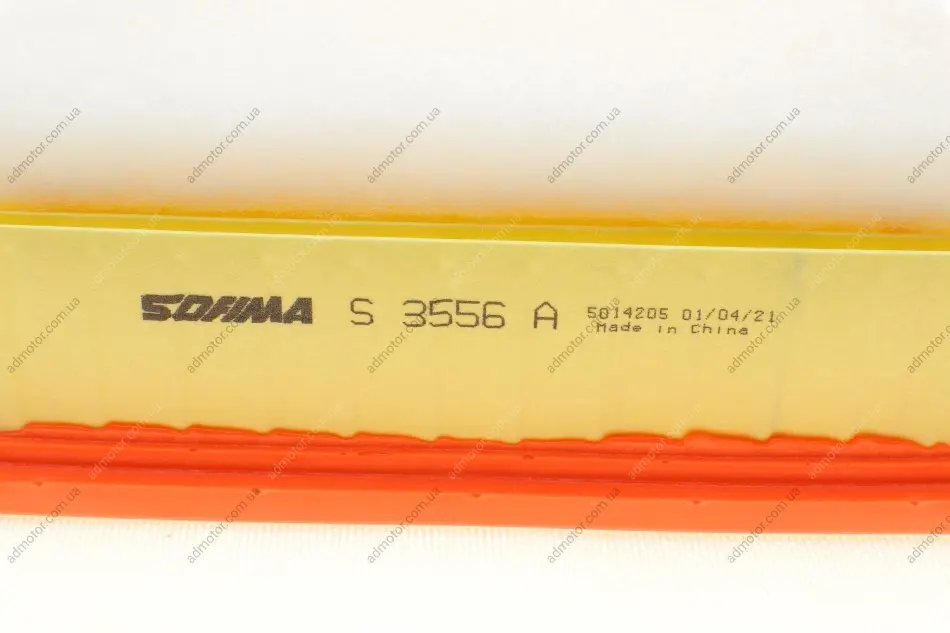 SOFIMA S 3556 A 5014205 01/04/21
Made in China
admotor.com.ua